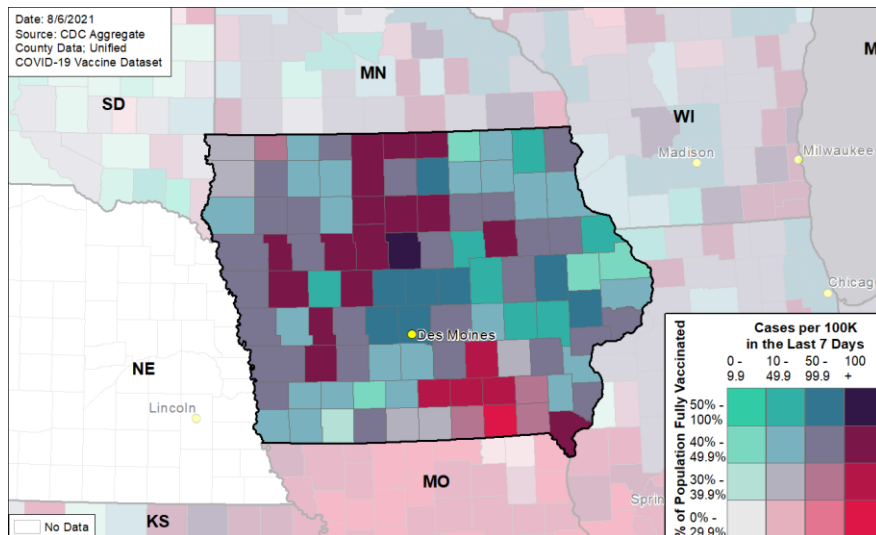 Date: 8/6/2021
Source: CDC Aggregate
County Data; Unified
COVID-19 Vaccine Dataset
MN
SD
WI
Madison
Milwaukee
M
Chicago
Des Moines
NE
Lincoln
MO
KS
Sprin
No Data
Cases per 100K
in the Last 7 Days
0 - 9.9
10 - 49.9
50 - 99.9
100 +
% of Population Fully Vaccinated
50% - 100%
40% - 49.9%
30% - 39.9%
0% - 29.9%